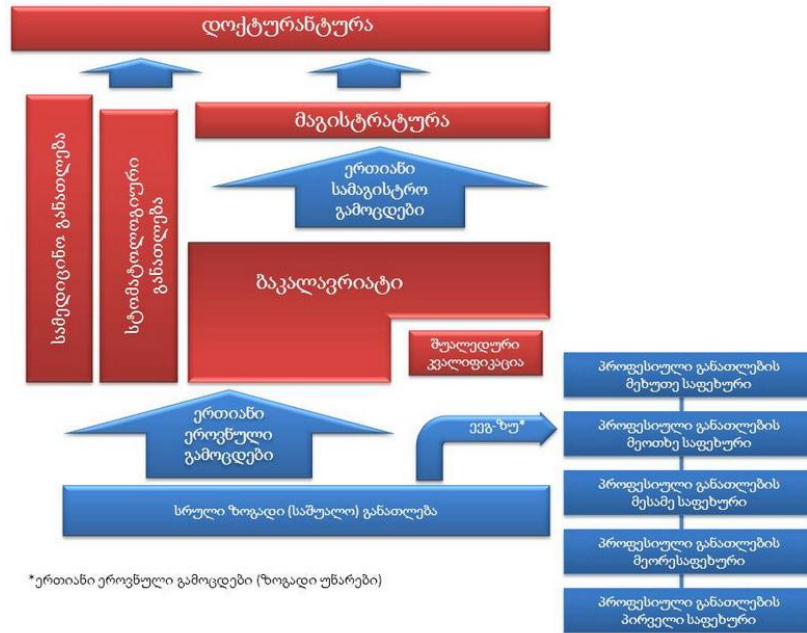 დოქტურანტურა
მაგისტრატურა
სამედიცინო განათლება
სტომატოლოგიური
განათლება
ერთიანი
სამაგისტრო
გამოცდები
ბაკალავრიატი
შუალედური
კვალიფიკაცია
ერთიანი
ეროვნული
გამოცდები
ეეგ-ზუ*
სრული ზოგადი (საშუალო) განათლება
*ერთიანი ეროვნული გამოცდები (ზოგადი უნარები)
პროფესიული განათლების
მეხუთე საფეხური
პროფესიული განათლების
მეოთხე საფეხური
პროფესიული განათლების
მესამე საფეხური
პროფესიული განათლების
მეორესაფეხური
პროფესიული განათლების
პირველი საფეხური